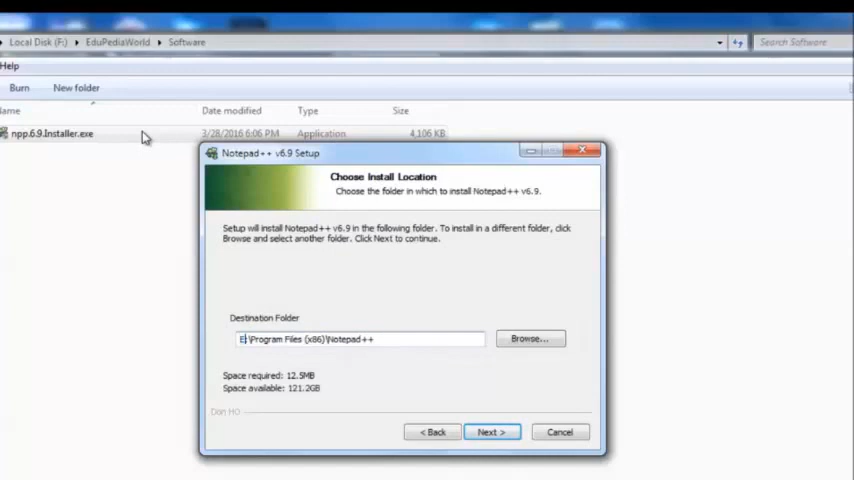 Local Disk (F:) EduPediaWorld Software Search Software
Help
Burn New folder
Date modified Type Size
npp.6.9.Installer.exe 3/28/2016 6:06 PM Application 4,106 KB
Notepad++ v6.9 Setup
Choose Install Location
Choose the folder in which to install Notepad++ v6.9.
Setup will install Notepad++ v6.9 in the following folder. To install in a different folder, click
Browse and select another folder. Click Next to continue.
Destination Folder
E:\Program Files (x86)\Notepad++ Browse...
Space required: 12.5MB
Space available: 121.2GB
Don HO
< Back Next > Cancel